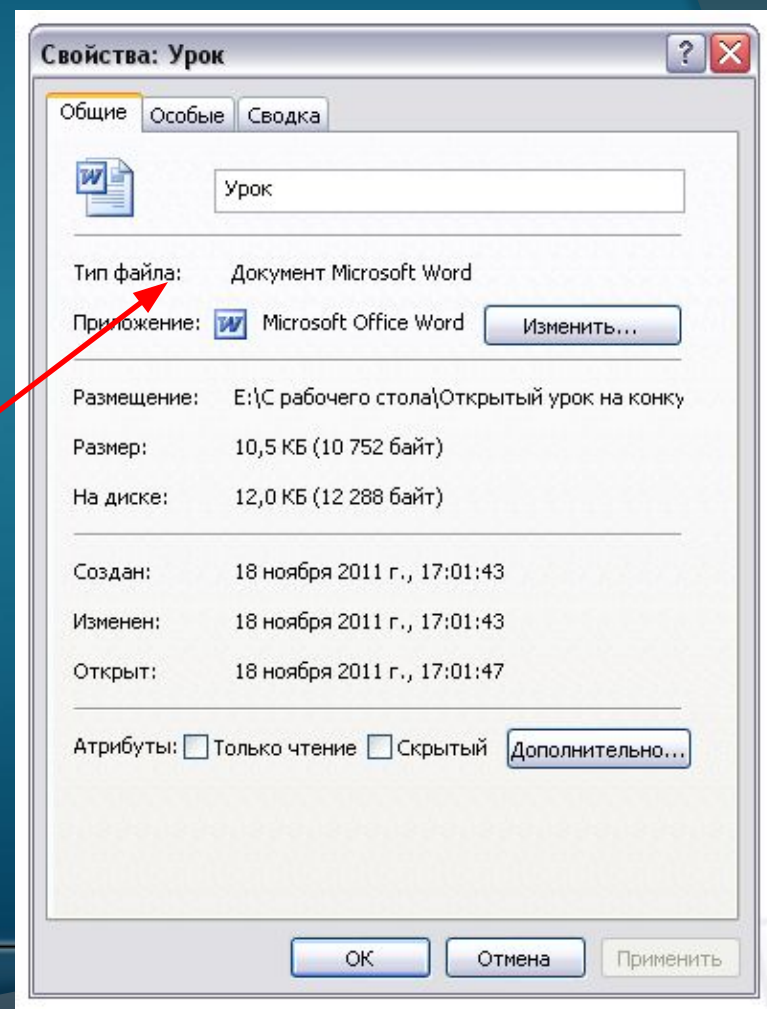 Свойства: Урок
Общие Особые Сводка
Урок
Тип файла: Документ Microsoft Word
Приложение: Microsoft Office Word Изменить...
Размещение: E:\С рабочего стола\Открытый урок на конку
Размер: 10,5 КБ (10 752 байт)
На диске: 12,0 КБ (12 288 байт)
Создан: 18 ноября 2011 г., 17:01:43
Изменен: 18 ноября 2011 г., 17:01:43
Открыт: 18 ноября 2011 г., 17:01:47
Атрибуты: Только чтение Скрытый Дополнительно...
ОК Отмена Применить